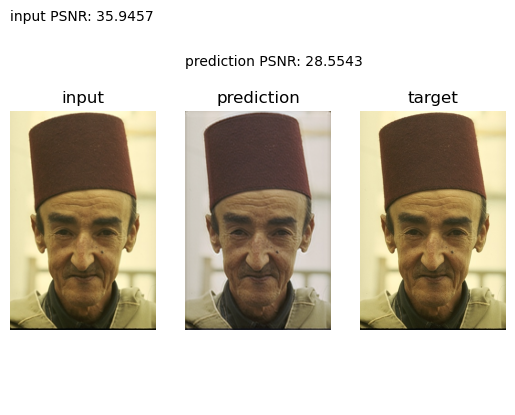 input PSNR: 35.9457
prediction PSNR: 28.5543
input
prediction
target